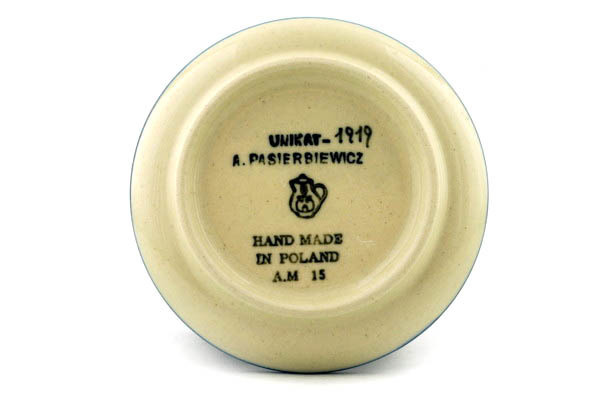 UNIKAT-1919
A. PASIERBIEWICZ
HAND MADE
IN POLAND
A.M 15